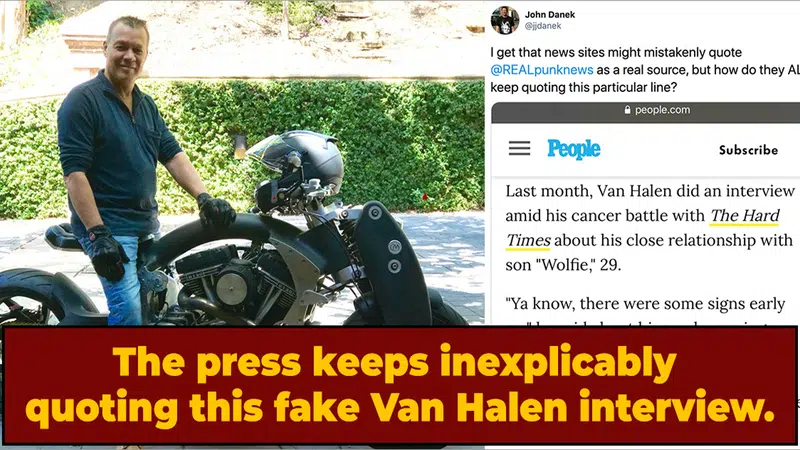 John Danek
@jjdanek
I get that news sites might mistakenly quote
@REALpunknews as a real source, but how do they
keep quoting this particular line?
people.com
People
Subscribe
Last month, Van Halen did an interview
amid his cancer battle with The Hard
Times about his close relationship with
son "Wolfie," 29.
"Ya know, there were some signs early
The press keeps inexplicably
quoting this fake Van Halen interview.